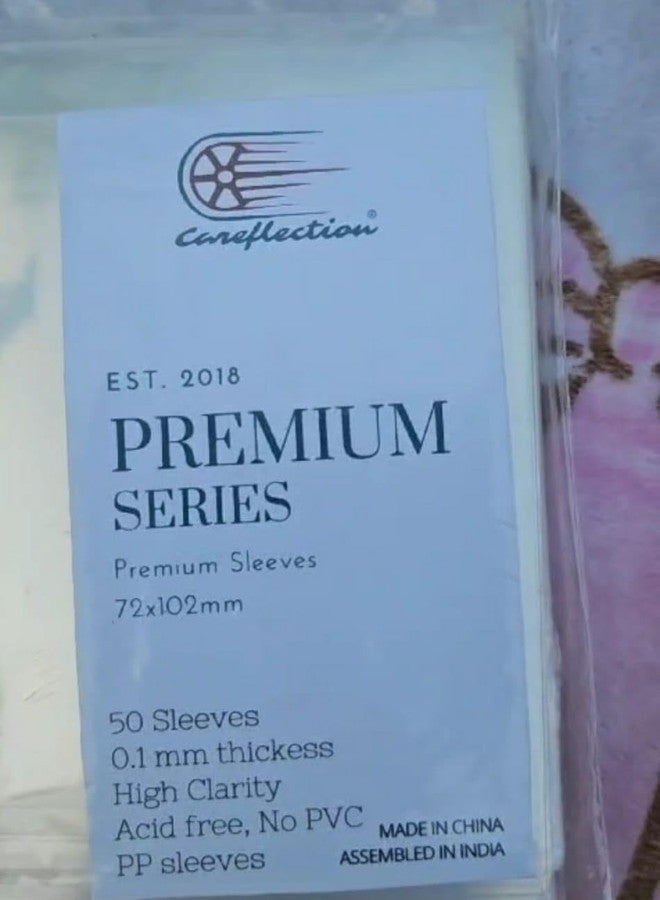 Careflection®
EST. 2018
PREMIUM
SERIES
Premium Sleeves
72x102mm
50 Sleeves
0.1 mm thickess
High Clarity
Acid free, No PVC
PP sleeves
MADE IN CHINA
ASSEMBLED IN INDIA